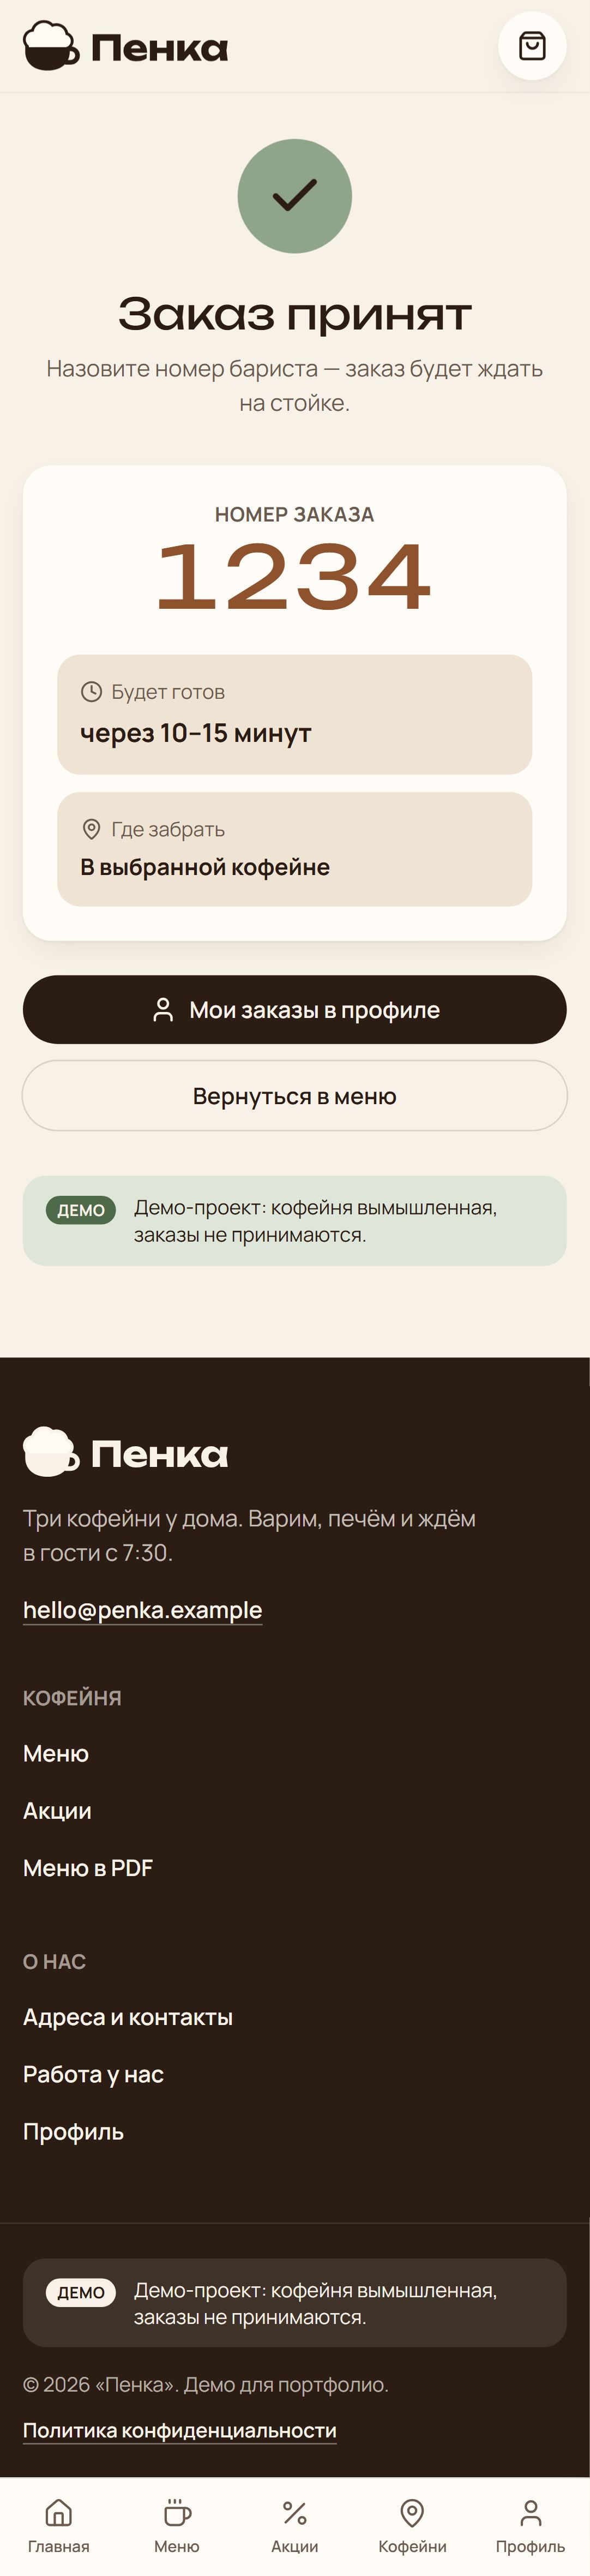 Пенка
Заказ принят
Назовите номер бариста — заказ будет ждать
на стойке.
НОМЕР ЗАКАЗА
1234
Будет готов
через 10–15 минут
Где забрать
В выбранной кофейне
Мои заказы в профиле
Вернуться в меню
ДЕМО
Демо-проект: кофейня вымышленная,
заказы не принимаются.
Пенка
Три кофейни у дома. Варим, печём и ждём
в гости с 7:30.
hello@penka.example
КОФЕЙНЯ
Меню
Акции
Меню в PDF
О НАС
Адреса и контакты
Работа у нас
Профиль
ДЕМО
Демо-проект: кофейня вымышленная,
заказы не принимаются.
© 2026 «Пенка». Демо для портфолио.
Политика конфиденциальности
Главная
Меню
Акции
Кофейни
Профиль